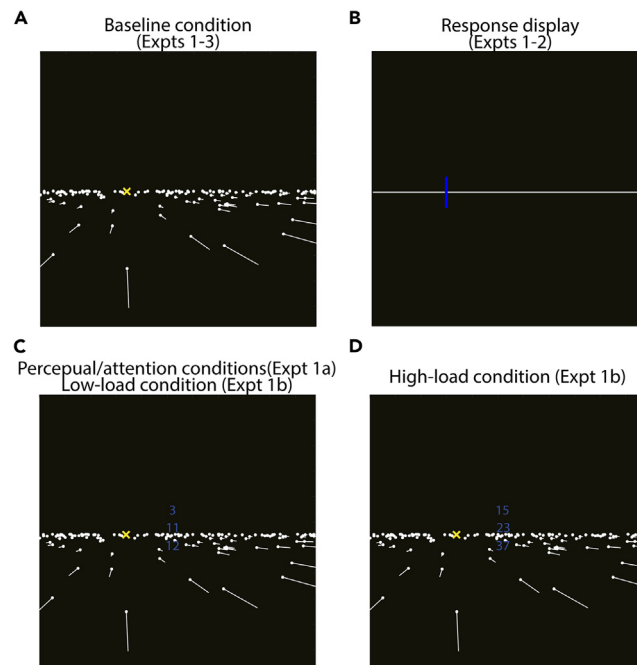 A
Baseline condition
(Expts 1-3)
B
Response display
(Expts 1-2)
C
Percepual/attention conditions(Expt 1a)
Low-load condition (Expt 1b)
3
11
12
D
High-load condition (Expt 1b)
15
23
37